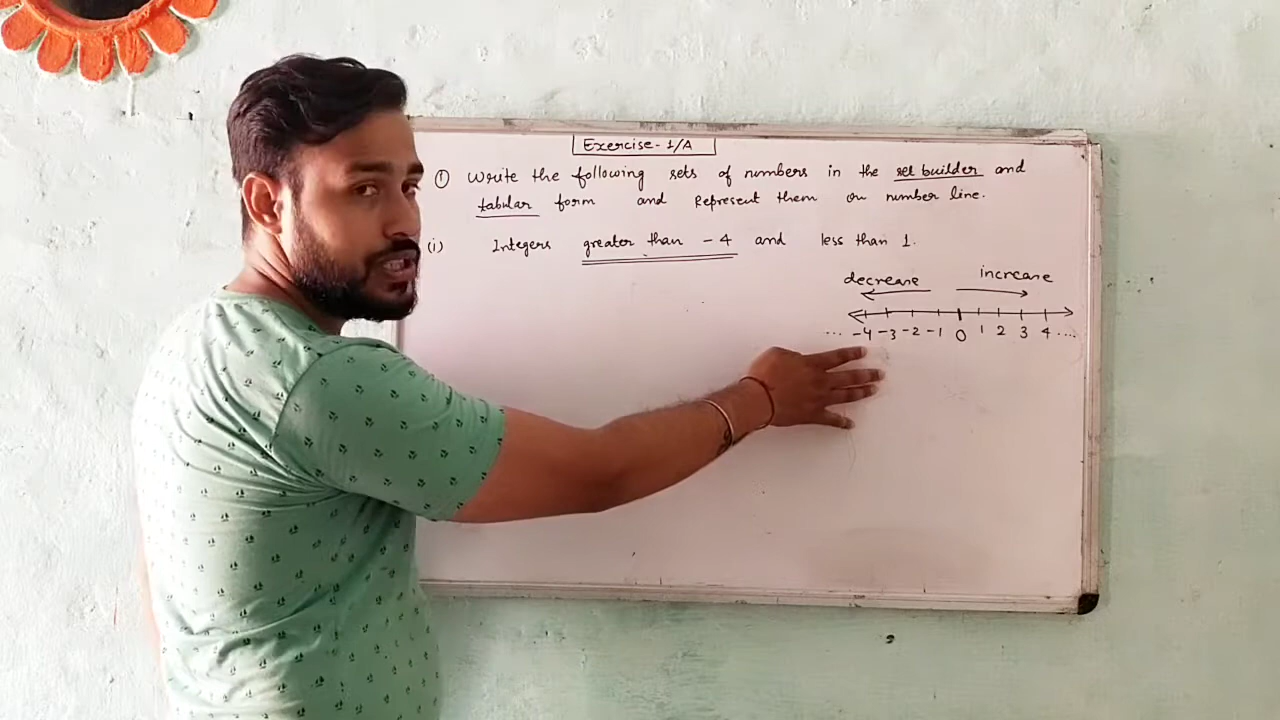 Exercise- 1/A
① Write the following sets of numbers in the set builder and
tabular form and Represent them on number line.
(i) Integers greater than -4 and less than 1.
decrease increase
... -4 -3 -2 -1 0 1 2 3 4 ....